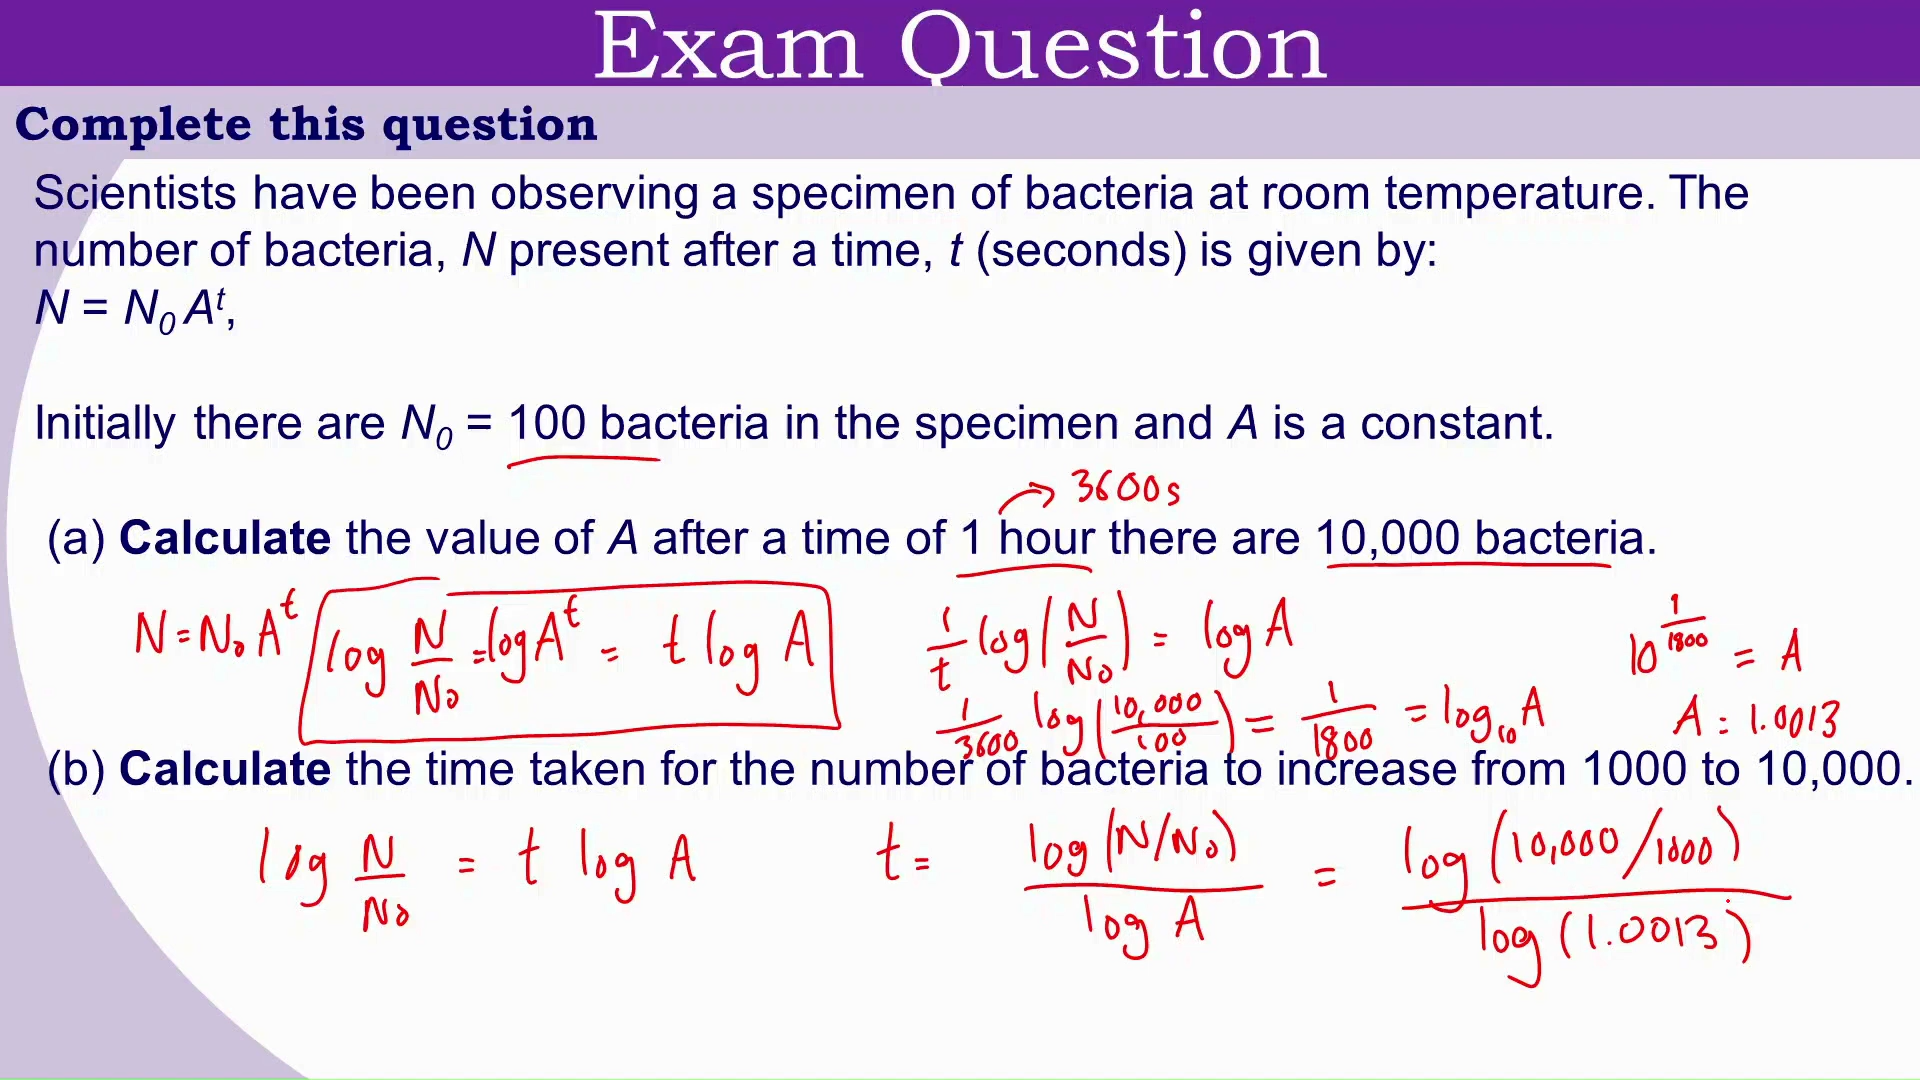 Exam Question
Complete this question
Scientists have been observing a specimen of bacteria at room temperature. The
number of bacteria, N present after a time, t (seconds) is given by:
N = N₀ Aᵗ,
Initially there are N₀ = 100 bacteria in the specimen and A is a constant.
3600s
(a) Calculate the value of A after a time of 1 hour there are 10,000 bacteria.
N = N₀ Aᵗ log N/N₀ = log Aᵗ = t log A 1/t log(N/N₀) = log A 10^(1/1800) = A
1/3600 log(10,000/100) = 1/1800 = log₁₀ A A = 1.0013
(b) Calculate the time taken for the number of bacteria to increase from 1000 to 10,000.
log N/N₀ = t log A t = log(N/N₀)/log A = log(10,000/1000)/log(1.0013)